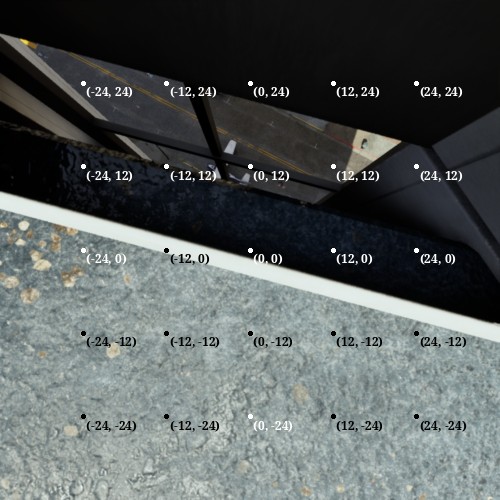 (-24, 24) (-12, 24) (0, 24) (12, 24) (24, 24)
(-24, 12) (-12, 12) (0, 12) (12, 12) (24, 12)
(-24, 0) (-12, 0) (0, 0) (12, 0) (24, 0)
(-24, -12) (-12, -12) (0, -12) (12, -12) (24, -12)
(-24, -24) (-12, -24) (0, -24) (12, -24) (24, -24)